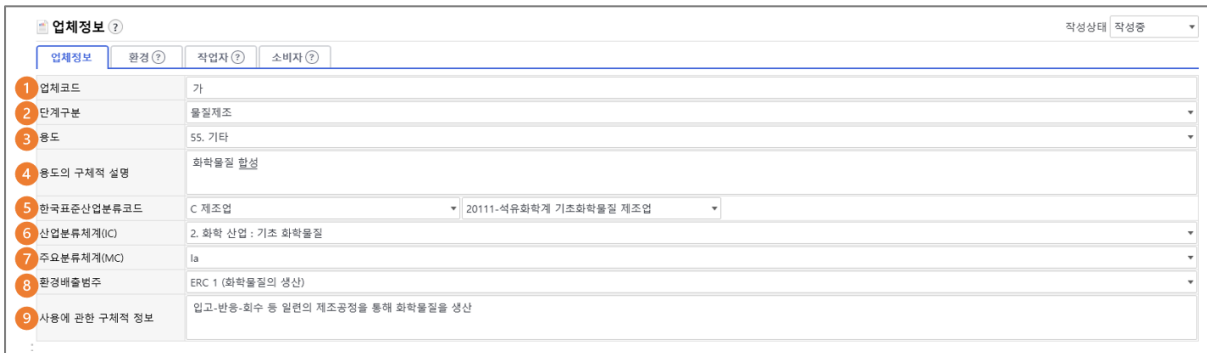 업체정보 ?
작성상태 작성중
업체정보 환경 ? 작업자 ? 소비자 ?
1 업체코드 가
2 단계구분 물질제조
3 용도 55. 기타
4 용도의 구체적 설명 화학물질 합성
5 한국표준산업분류코드 C 제조업 20111-석유화학계 기초화학물질 제조업
6 산업분류체계(IC) 2. 화학 산업 : 기초 화학물질
7 주요분류체계(MC) Ia
8 환경배출범주 ERC 1 (화학물질의 생산)
9 사용에 관한 구체적 정보 입고-반응-회수 등 일련의 제조공정을 통해 화학물질을 생산